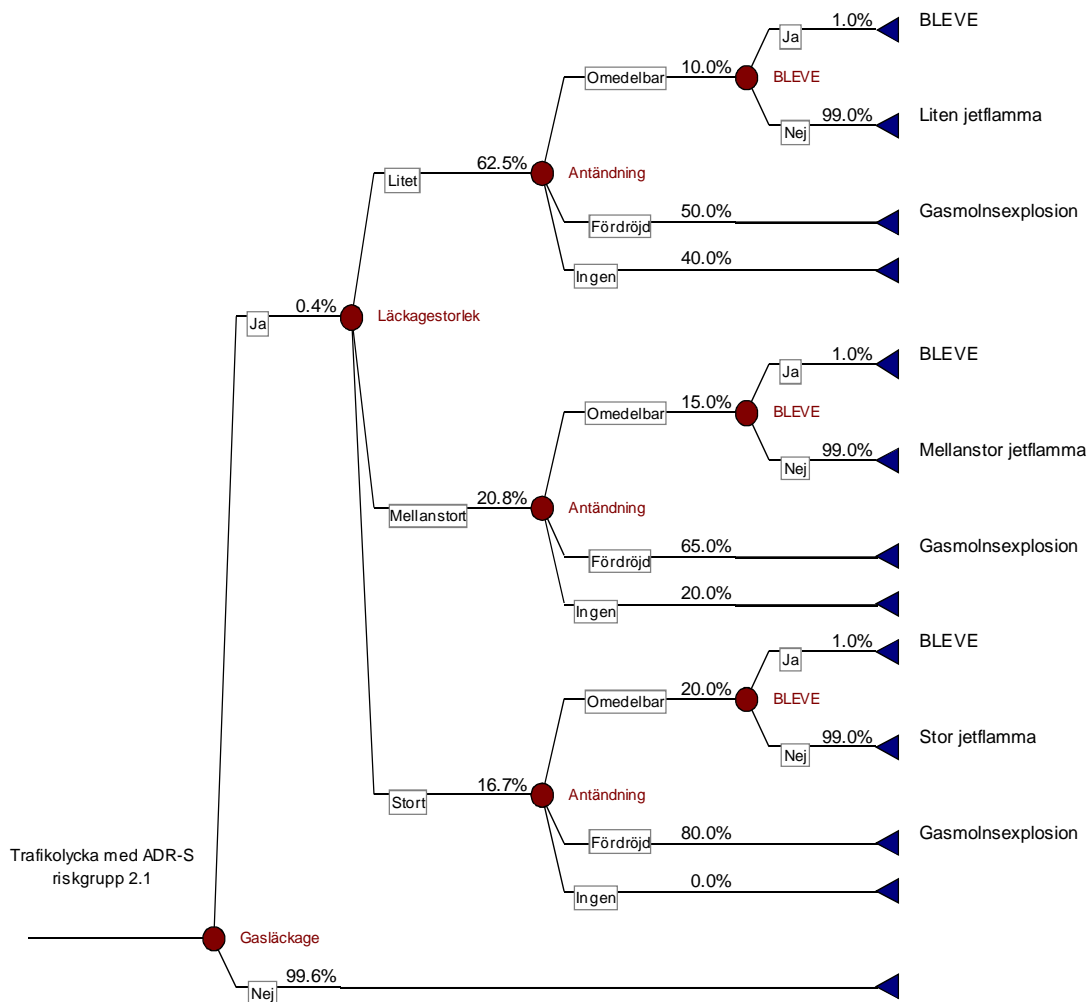 1.0%
BLEVE
Ja
Omedelbar
10.0%
BLEVE
Nej
99.0%
Liten jetflamma
Litet
62.5%
Antändning
Fördröjd
50.0%
Gasmolnsexplosion
Ingen
40.0%
Ja
0.4%
Läckagestorlek
1.0%
BLEVE
Ja
Omedelbar
15.0%
BLEVE
Nej
99.0%
Mellanstor jetflamma
Mellanstort
20.8%
Antändning
Fördröjd
65.0%
Gasmolnsexplosion
Ingen
20.0%
1.0%
BLEVE
Ja
Omedelbar
20.0%
BLEVE
Nej
99.0%
Stor jetflamma
Stort
16.7%
Antändning
Fördröjd
80.0%
Gasmolnsexplosion
Ingen
0.0%
Trafikolycka med ADR-S
riskgrupp 2.1
Gasläckage
Nej
99.6%